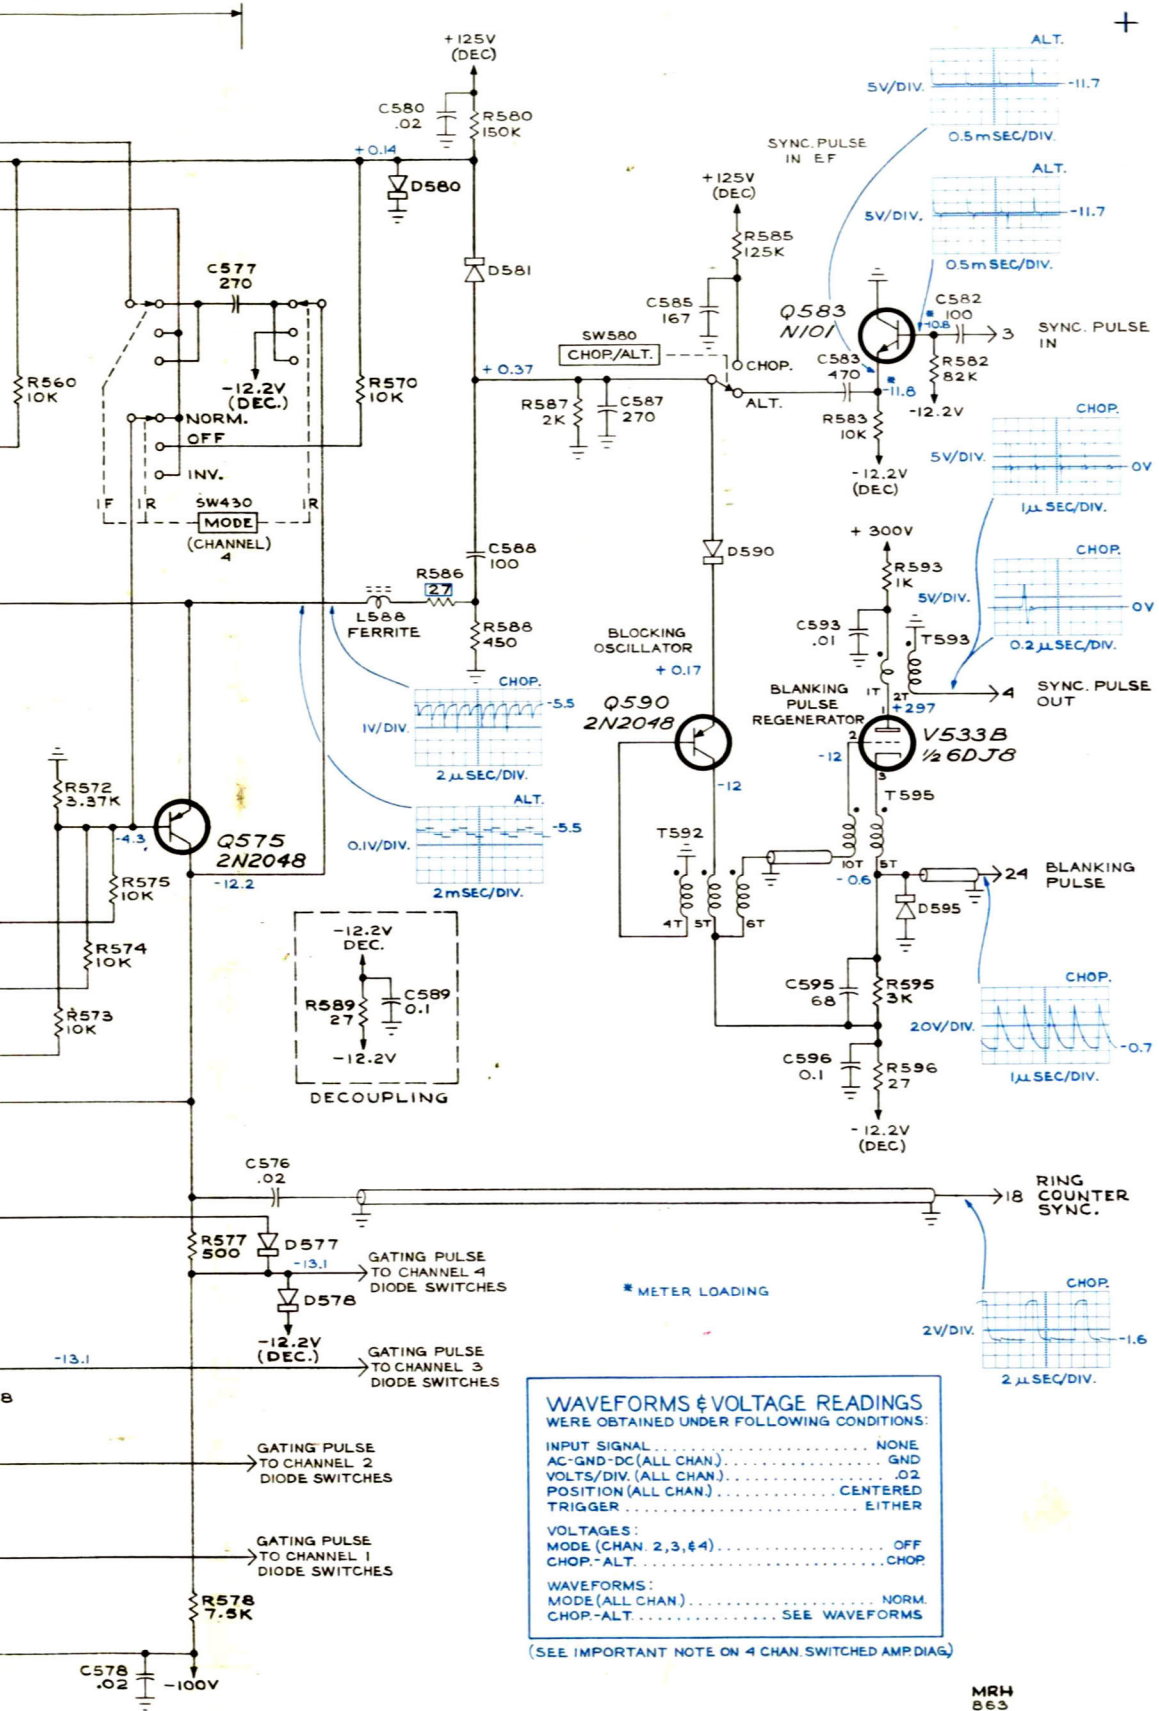 +125V
(DEC)
C580
.02
R580
150K
+0.14
D580
D581
C577
270
-12.2V
(DEC.)
R560
10K
R570
10K
NORM.
OFF
INV.
1F
1R
1R
SW430
MODE
(CHANNEL)
4
+0.37
SYNC. PULSE
IN EF
+125V
(DEC)
R585
125K
C585
167
SW580
CHOP./ALT.
CHOP.
ALT.
R587
2K
C587
270
Q583
N101
C583
470
-11.8
*
R583
10K
-12.2V
(DEC)
*
-10.8
C582
100
3
SYNC. PULSE
IN
R582
82K
-12.2V
ALT.
5V/DIV.
-11.7
0.5mSEC/DIV.
ALT.
5V/DIV.
-11.7
0.5mSEC/DIV.
CHOP.
5V/DIV.
0V
1µSEC/DIV.
CHOP.
5V/DIV.
0V
0.2µSEC/DIV.
C588
100
R586
27
L588
FERRITE
R588
450
D590
+300V
R593
1K
C593
.01
T593
1T
2T
1
+297
4
SYNC. PULSE
OUT
BLOCKING
OSCILLATOR
+0.17
Q590
2N2048
-12
BLANKING
PULSE
REGENERATOR
2
-12
3
V533B
½6DJ8
CHOP.
1V/DIV.
-5.5
2µSEC/DIV.
ALT.
0.1V/DIV.
-5.5
2mSEC/DIV.
R572
3.37K
-4.3
Q575
2N2048
-12.2
R575
10K
R574
10K
R573
10K
T592
4T
5T
6T
T595
10T
5T
-0.6
24
BLANKING
PULSE
D595
C595
68
R595
3K
C596
0.1
R596
27
-12.2V
(DEC)
CHOP.
20V/DIV.
-0.7
1µSEC/DIV.
-12.2V
DEC.
R589
27
C589
0.1
-12.2V
DECOUPLING
C576
.02
18
RING
COUNTER
SYNC.
R577
500
D577
-13.1
GATING PULSE
TO CHANNEL 4
DIODE SWITCHES
D578
-12.2V
(DEC.)
* METER LOADING
CHOP.
2V/DIV.
-1.6
2µSEC/DIV.
-13.1
GATING PULSE
TO CHANNEL 3
DIODE SWITCHES
8
GATING PULSE
TO CHANNEL 2
DIODE SWITCHES
GATING PULSE
TO CHANNEL 1
DIODE SWITCHES
R578
7.5K
C578
.02
-100V
WAVEFORMS & VOLTAGE READINGS
WERE OBTAINED UNDER FOLLOWING CONDITIONS:
INPUT SIGNAL.................... NONE
AC-GND-DC(ALL CHAN.)............... GND
VOLTS/DIV. (ALL CHAN.)............... .02
POSITION (ALL CHAN.)........... CENTERED
TRIGGER...................... EITHER
VOLTAGES:
MODE (CHAN. 2,3,&4)................ OFF
CHOP.-ALT...................... CHOP.
WAVEFORMS:
MODE(ALL CHAN.)................. NORM.
CHOP.-ALT............. SEE WAVEFORMS
(SEE IMPORTANT NOTE ON 4 CHAN. SWITCHED AMP. DIAG.)
MRH
863